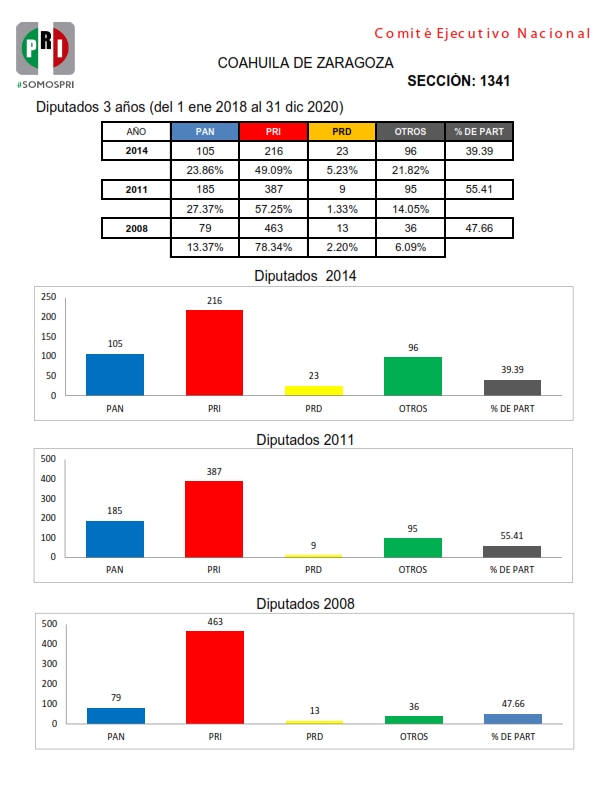 Comité Ejecutivo Nacional
PRI
#SOMOSPRI
COAHUILA DE ZARAGOZA
SECCIÓN: 1341
Diputados 3 años (del 1 ene 2018 al 31 dic 2020)
AÑO PAN PRI PRD OTROS % DE PART
2014 105 216 23 96 39.39
23.86% 49.09% 5.23% 21.82%
2011 185 387 9 95 55.41
27.37% 57.25% 1.33% 14.05%
2008 79 463 13 36 47.66
13.37% 78.34% 2.20% 6.09%
Diputados 2014
250
200
150
100
50
0
105 216 23 96 39.39
PAN PRI PRD OTROS % DE PART
Diputados 2011
500
400
300
200
100
0
185 387 9 95 55.41
PAN PRI PRD OTROS % DE PART
Diputados 2008
500
400
300
200
100
0
79 463 13 36 47.66
PAN PRI PRD OTROS % DE PART